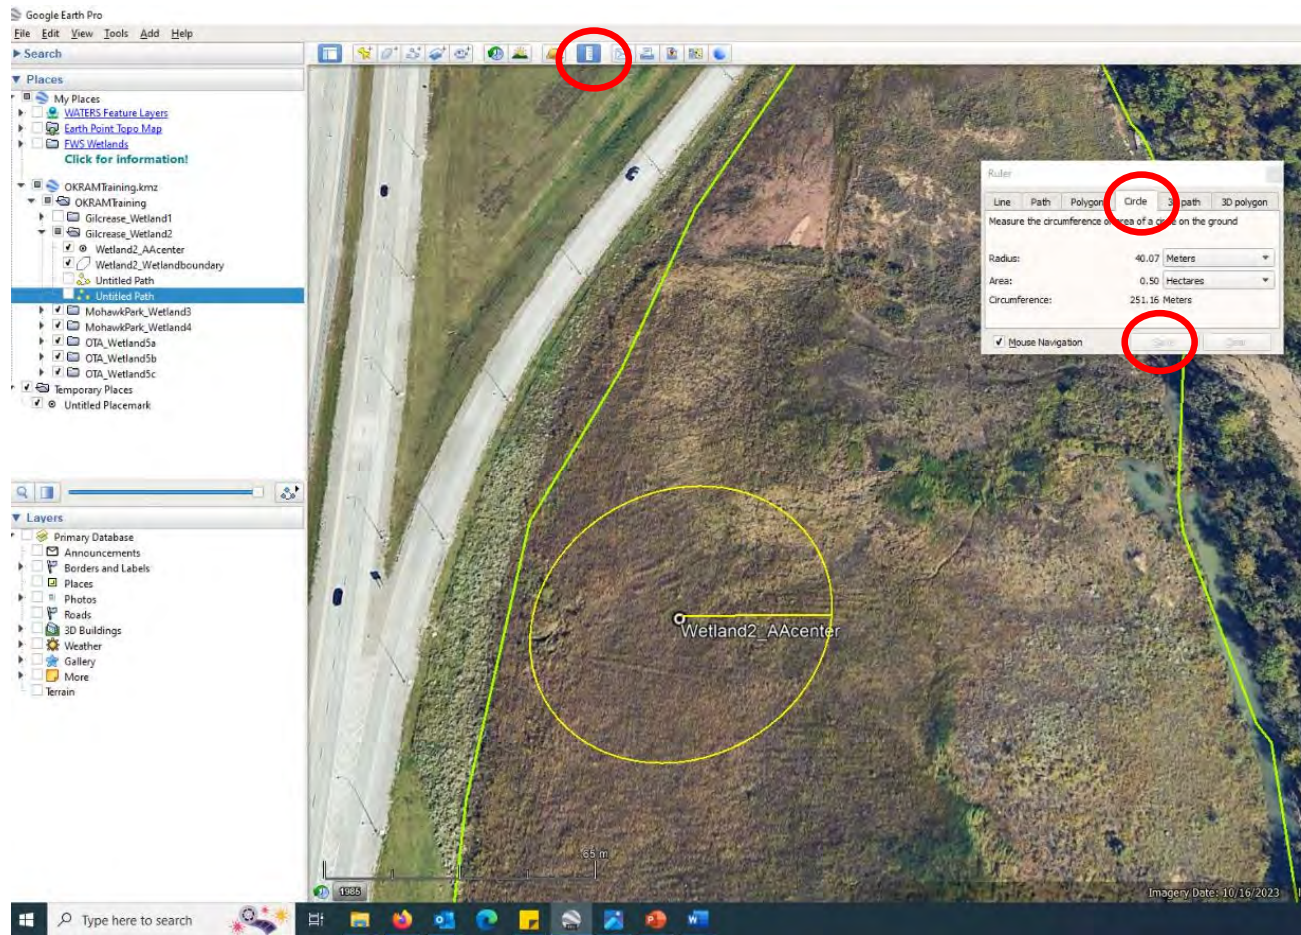 Google Earth Pro
File Edit View Tools Add Help
Search
Places
My Places
WATERS Feature Layers
Earth Point Topo Map
FWS Wetlands
Click for information!
OKRAMTraining.kmz
OKRAMTraining
Gilcrease_Wetland1
Gilcrease_Wetland2
Wetland2_AAcenter
Wetland2_Wetlandboundary
Untitled Path
Untitled Path
MohawkPark_Wetland3
MohawkPark_Wetland4
OTA_Wetland5a
OTA_Wetland5b
OTA_Wetland5c
Temporary Places
Untitled Placemark
Layers
Primary Database
Announcements
Borders and Labels
Places
Photos
Roads
3D Buildings
Weather
Gallery
More
Terrain
Ruler
Line Path Polygon Circle 3D path 3D polygon
Measure the circumference or area of a circle on the ground
Radius: 40.07 Meters
Area: 0.50 Hectares
Circumference: 251.16 Meters
Mouse Navigation Save Clear
Wetland2_AAcenter
65 m
1985
Imagery Date: 10/16/2023
Type here to search